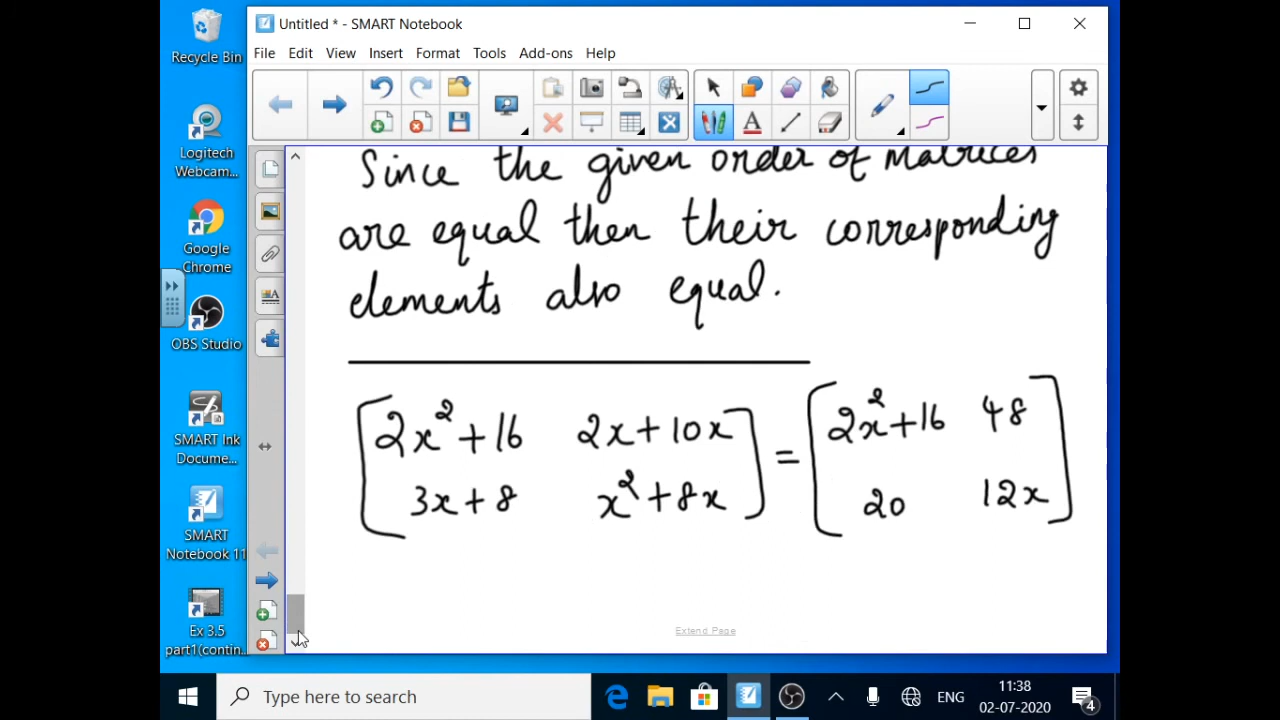 Recycle Bin
Logitech
Webcam...
Google
Chrome
OBS Studio
SMART Ink
Docume...
SMART
Notebook 11
Ex 3.5
part1(contin...
Untitled * - SMART Notebook
File Edit View Insert Format Tools Add-ons Help
Since the given order of Matrices
are equal then their corresponding
elements also equal.
[2x²+16 2x+10x] = [2x²+16 48]
[3x+8 x²+8x] [20 12x]
Extend Page
Type here to search
ENG
11:38
02-07-2020
4